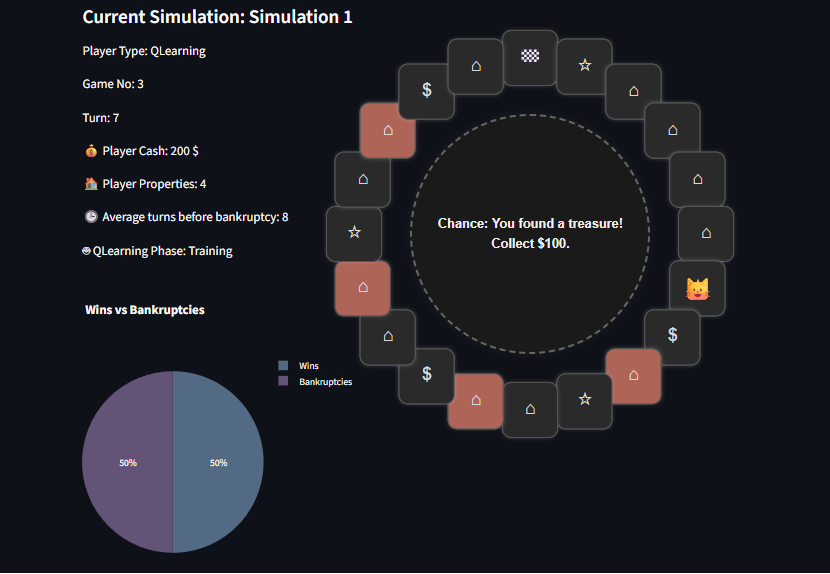 Current Simulation: Simulation 1
Player Type: QLearning
Game No: 3
Turn: 7
💰 Player Cash: 200 $
🏠 Player Properties: 4
🕒 Average turns before bankruptcy: 8
QLearning Phase: Training
Wins vs Bankruptcies
Wins
Bankruptcies
50%
50%
Chance: You found a treasure!
Collect $100.
$
$
$